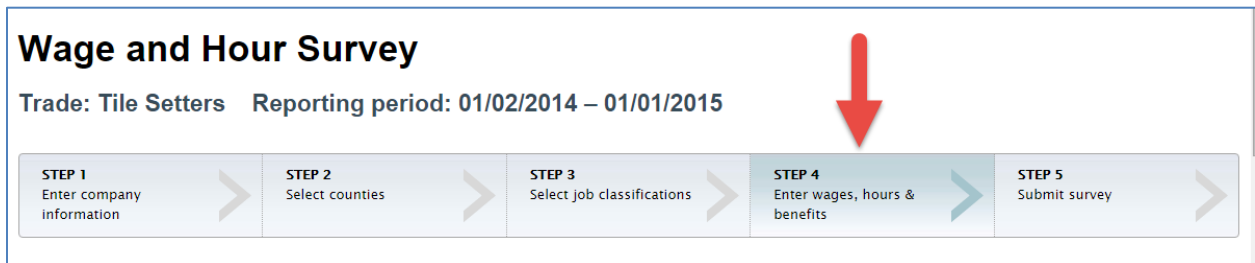 Wage and Hour Survey
Trade: Tile Setters Reporting period: 01/02/2014 – 01/01/2015
STEP 1
Enter company
information
STEP 2
Select counties
STEP 3
Select job classifications
STEP 4
Enter wages, hours &
benefits
STEP 5
Submit survey